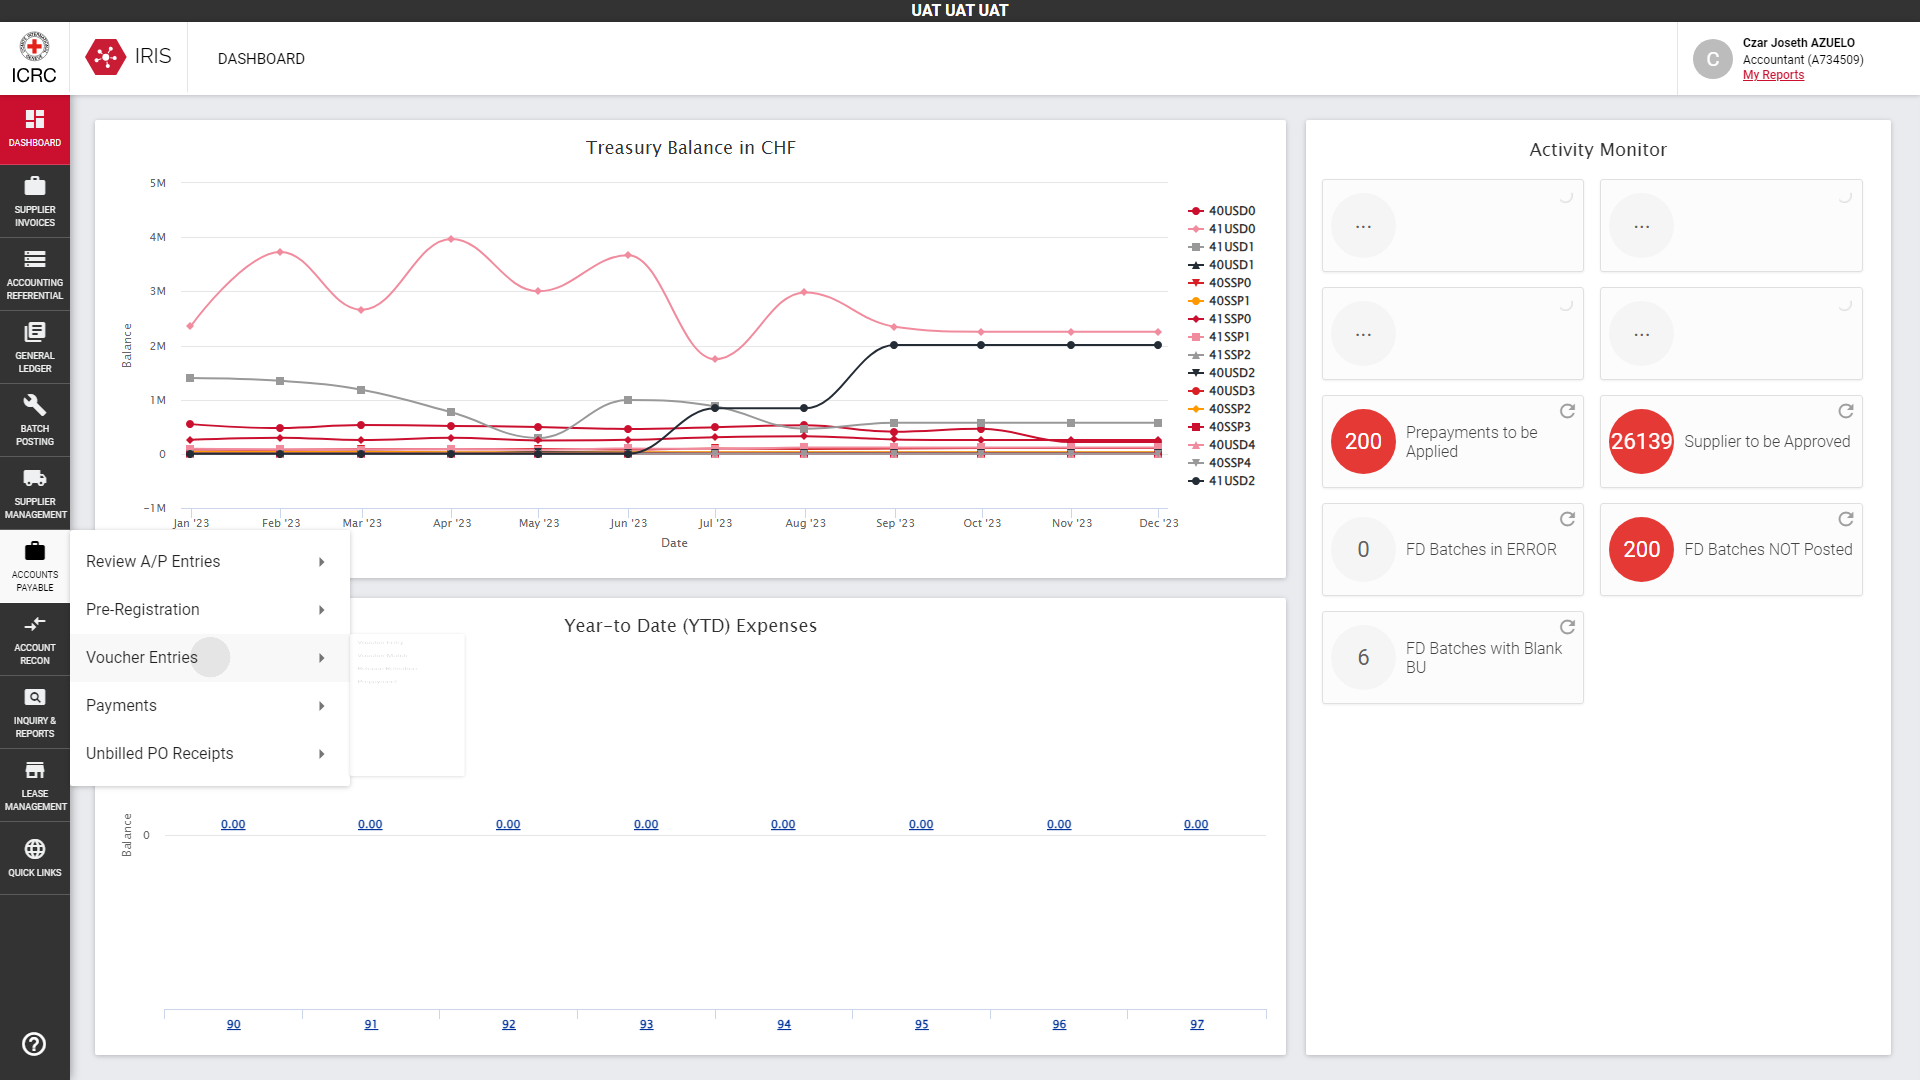 UAT UAT UAT
ICRC
IRIS
DASHBOARD
C
Czar Joseth AZUELO
Accountant (A734509)
My Reports
DASHBOARD
SUPPLIER
INVOICES
ACCOUNTING
REFERENTIAL
GENERAL
LEDGER
BATCH
POSTING
SUPPLIER
MANAGEMENT
ACCOUNTS
PAYABLE
ACCOUNT
RECON
INQUIRY &
REPORTS
LEASE
MANAGEMENT
QUICK LINKS
Review A/P Entries
Pre-Registration
Voucher Entries
Payments
Unbilled PO Receipts
Treasury Balance in CHF
5M
4M
3M
2M
1M
0
-1M
Balance
Jan '23
Feb '23
Mar '23
Apr '23
May '23
Jun '23
Jul '23
Aug '23
Sep '23
Oct '23
Nov '23
Dec '23
Date
40USD0
41USD0
41USD1
40USD1
40SSP0
40SSP1
41SSP0
41SSP1
41SSP2
40USD2
40USD3
40SSP2
40SSP3
40USD4
40SSP4
41USD2
Year-to Date (YTD) Expenses
Balance
0
0.00
0.00
0.00
0.00
0.00
0.00
0.00
0.00
90
91
92
93
94
95
96
97
Activity Monitor
...
...
...
...
200
Prepayments to be
Applied
26139
Supplier to be Approved
0
FD Batches in ERROR
200
FD Batches NOT Posted
6
FD Batches with Blank
BU